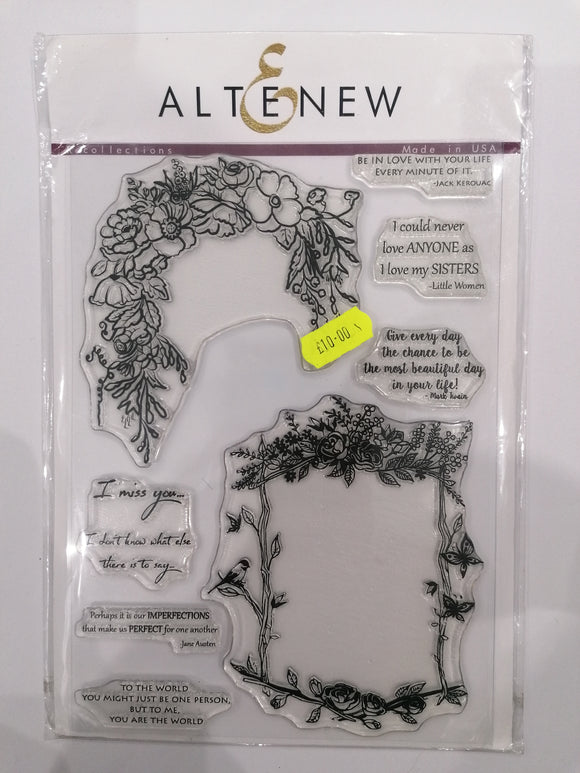 ALTENEW
Made in USA
BE IN LOVE WITH YOUR LIFE
EVERY MINUTE OF IT.
-JACK KEROUAC
I could never
love ANYONE as
I love my SISTERS
-Little Women
£10-00
Give every day
the chance to be
the most beautiful day
in your life!
- Mark Twain
I miss you...
I don't know what else
there is to say...
Perhaps it is our IMPERFECTIONS
that make us PERFECT for one another
-Jane Austen
TO THE WORLD
YOU MIGHT JUST BE ONE PERSON,
BUT TO ME,
YOU ARE THE WORLD